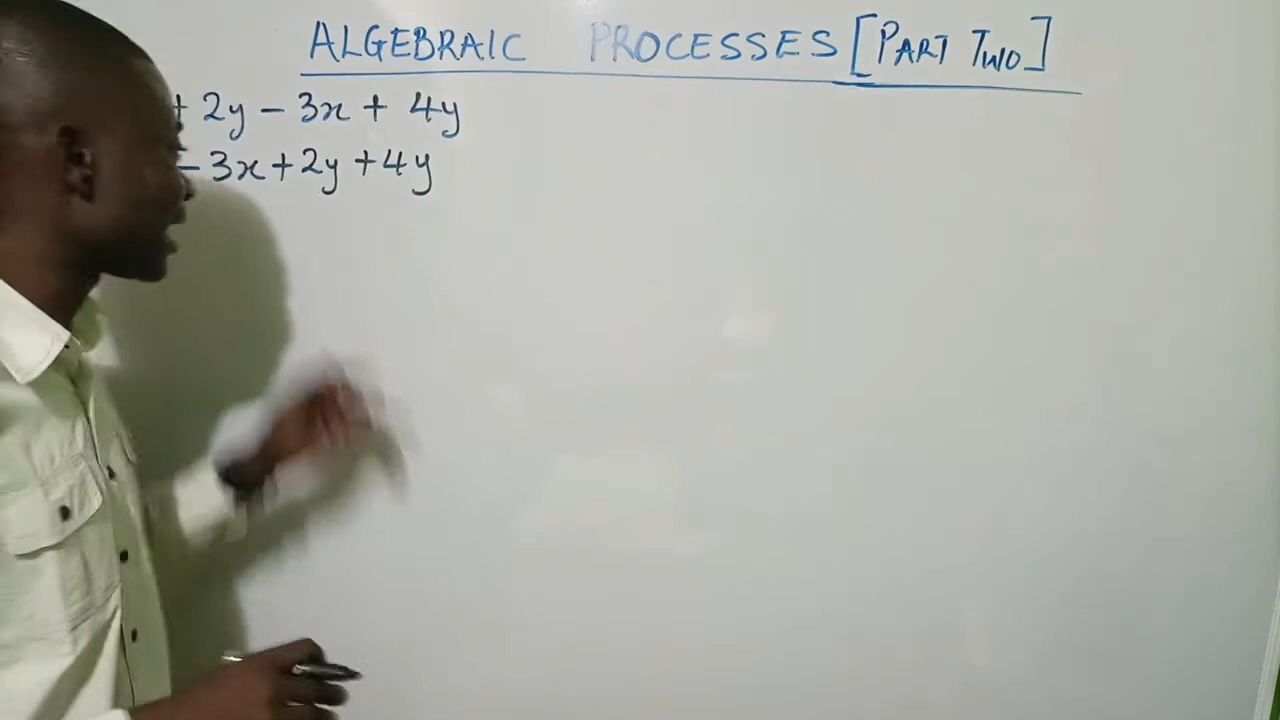 ALGEBRAIC PROCESSES [PART TWO]
+ 2y - 3x + 4y
- 3x + 2y + 4y